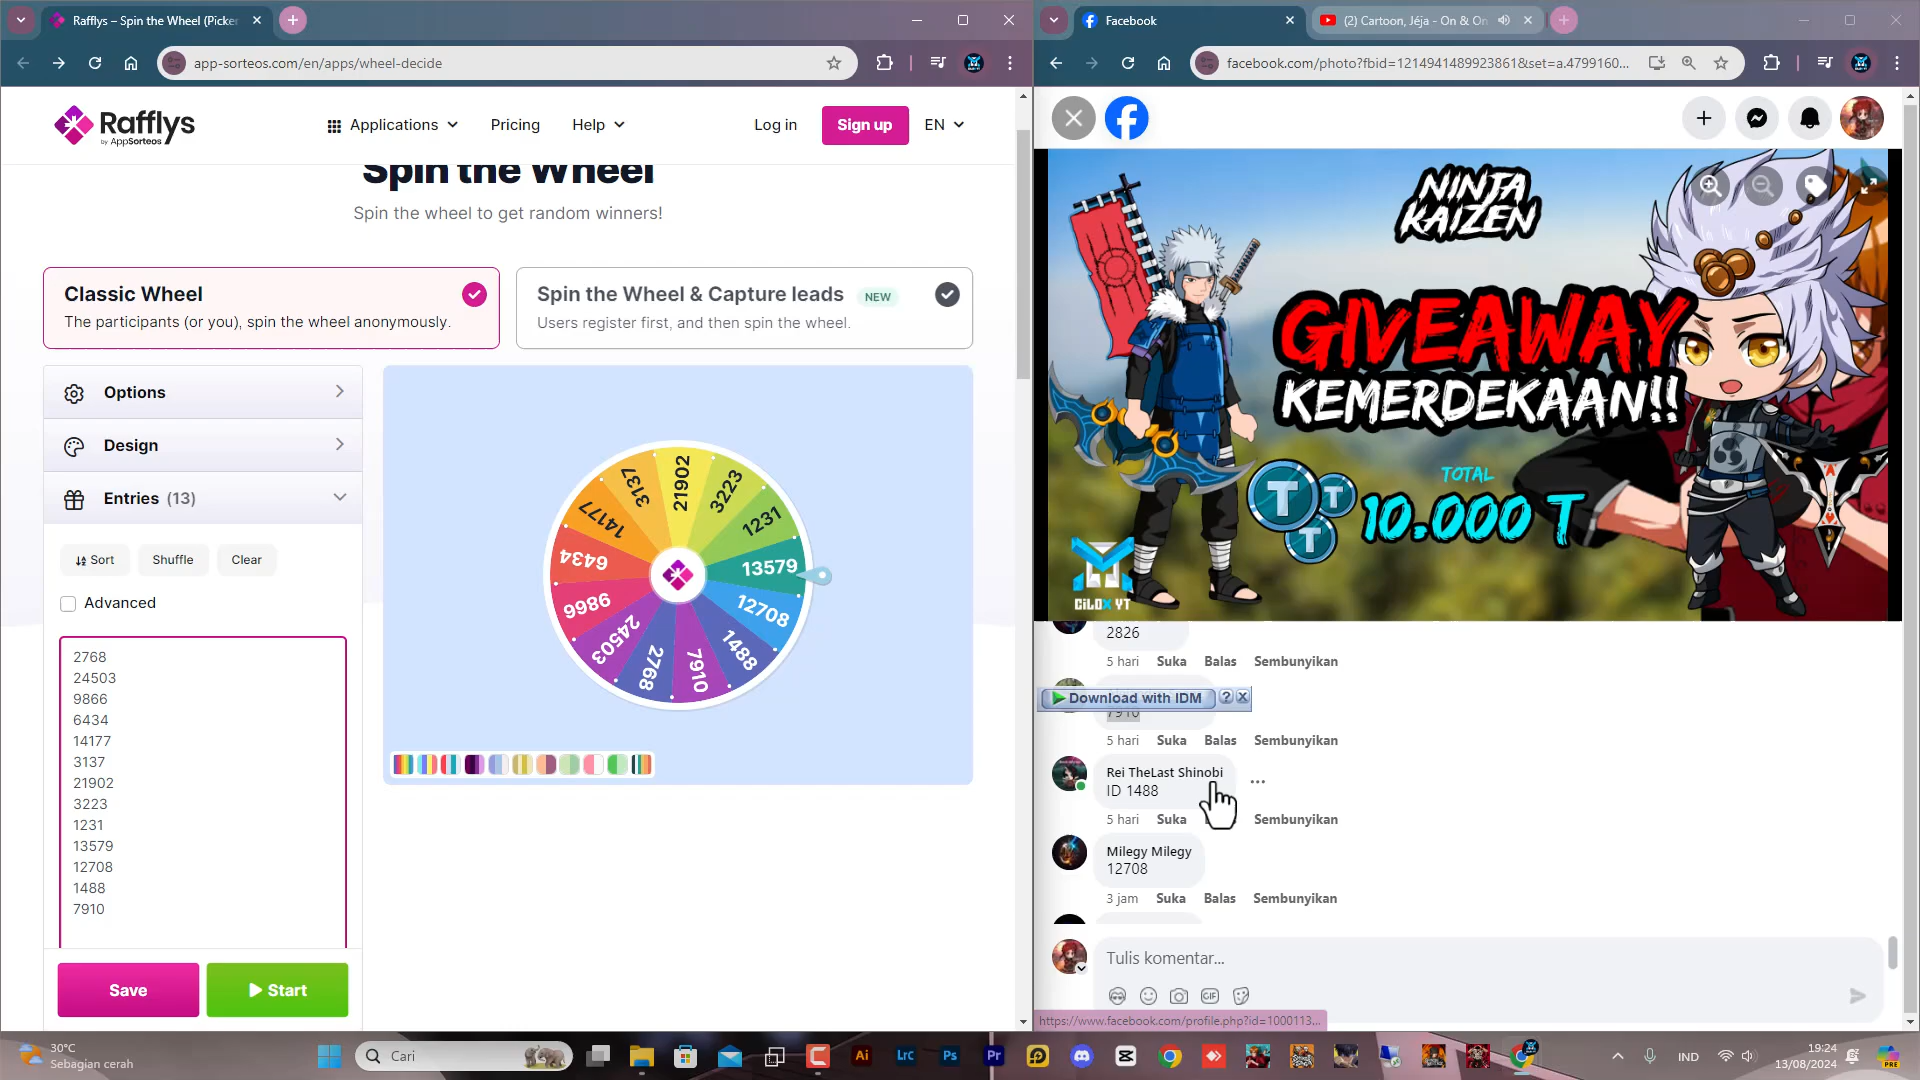 Rafflys – Spin the Wheel (Picker
app-sorteos.com/en/apps/wheel-decide
Rafflys
by AppSorteos
Applications
Pricing
Help
Log in
Sign up
EN
Spin the Wheel
Spin the wheel to get random winners!
Classic Wheel
The participants (or you), spin the wheel anonymously.
Spin the Wheel & Capture leads NEW
Users register first, and then spin the wheel.
Options
Design
Entries (13)
Sort
Shuffle
Clear
Advanced
2768
24503
9866
6434
14177
3137
21902
3223
1231
13579
12708
1488
7910
Save
Start
21902
3223
1231
13579
12708
1488
7910
2768
24503
9866
6434
14177
3137
Facebook
(2) Cartoon, Jéja - On & On
facebook.com/photo?fbid=1214941489923861&set=a.4799160...
NINJA
KAIZEN
GIVEAWAY
KEMERDEKAAN!!
TOTAL
10.000 T
T
T
T
CiLOX YT
2826
5 hari Suka Balas Sembunyikan
Download with IDM ?
7910
5 hari Suka Balas Sembunyikan
Rei TheLast Shinobi
ID 1488
5 hari Suka Sembunyikan
Milegy Milegy
12708
3 jam Suka Balas Sembunyikan
Tulis komentar...
GIF
https://www.facebook.com/profile.php?id=1000113...
30°C
Sebagian cerah
Cari
Ai
Lrc
Ps
Pr
IND
19:24
13/08/2024
PRE